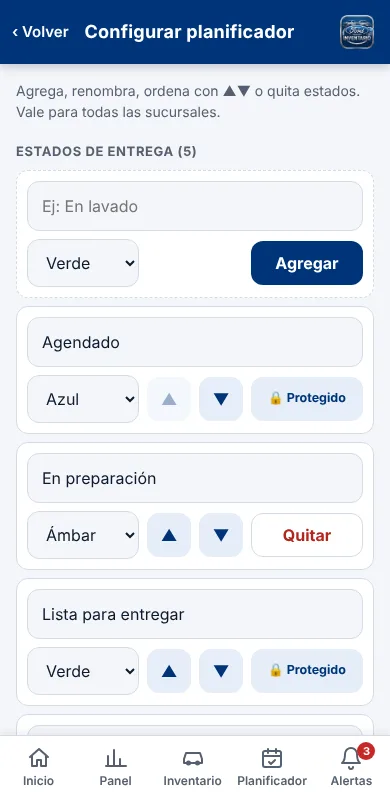 ‹ Volver Configurar planificador
Ford
INVENTARIO
Agrega, renombra, ordena con ▲▼ o quita estados.
Vale para todas las sucursales.
ESTADOS DE ENTREGA (5)
Ej: En lavado
Verde Agregar
Agendado
Azul ▲ ▼ 🔒 Protegido
En preparación
Ámbar ▲ ▼ Quitar
Lista para entregar
Verde ▲ ▼ 🔒 Protegido
3
Inicio Panel Inventario Planificador Alertas